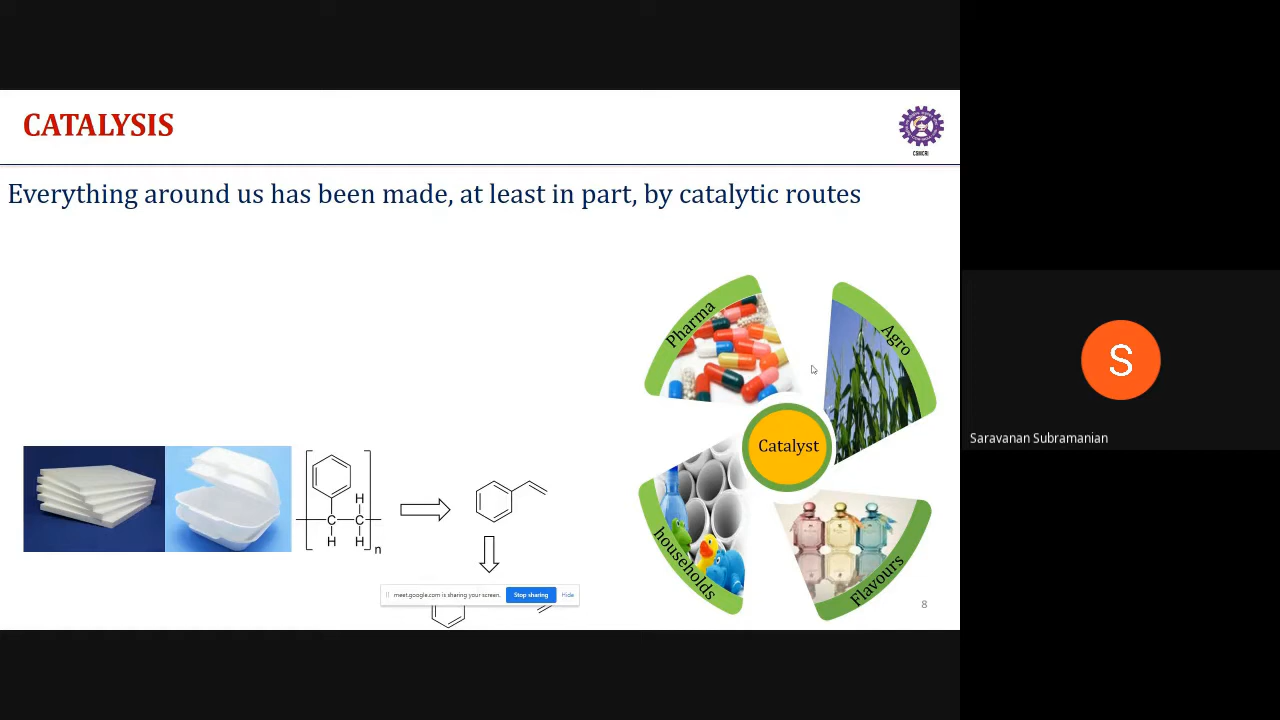 CATALYSIS
CSMCRI
Everything around us has been made, at least in part, by catalytic routes
Pharma
Agro
Catalyst
households
Flavours
H
C
C
H
H
n
meet.google.com is sharing your screen.
Stop sharing
Hide
8
S
Saravanan Subramanian